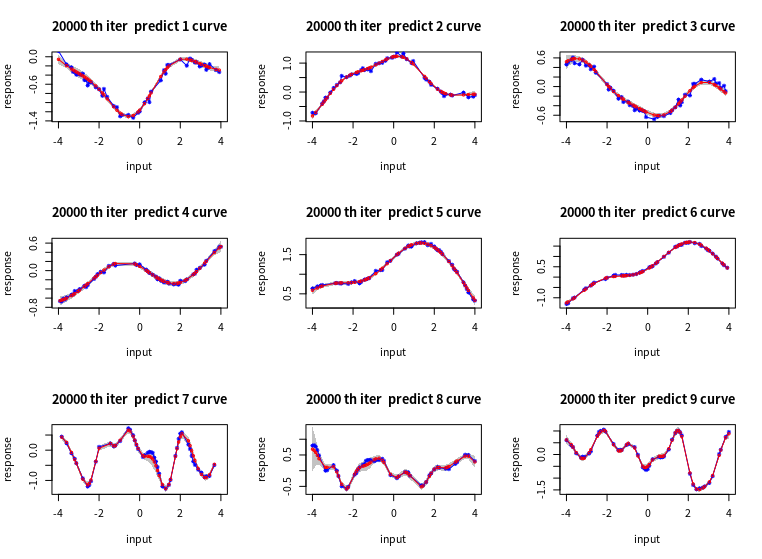 20000 th iter predict 1 curve
20000 th iter predict 2 curve
20000 th iter predict 3 curve
response
0.0
-0.6
-1.4
-4 -2 0 2 4
input
response
1.0
0.0
-1.0
-4 -2 0 2 4
input
response
0.6
0.0
-0.6
-4 -2 0 2 4
input
20000 th iter predict 4 curve
20000 th iter predict 5 curve
20000 th iter predict 6 curve
response
0.6
0.0
-0.8
-4 -2 0 2 4
input
response
1.5
0.5
-4 -2 0 2 4
input
response
0.5
-1.0
-4 -2 0 2 4
input
20000 th iter predict 7 curve
20000 th iter predict 8 curve
20000 th iter predict 9 curve
response
0.0
-1.0
-4 -2 0 2 4
input
response
0.5
-0.5
-4 -2 0 2 4
input
response
0.0
-1.5
-4 -2 0 2 4
input